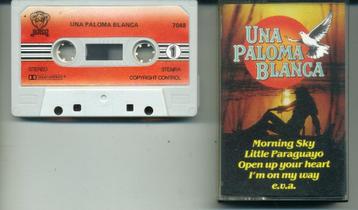 UNA PALOMA BLANCA
7048
1
STEREO
STEMRA
COPYRIGHT CONTROL
UNA
PALOMA
BLANCA
Morning Sky
Little Paraguayo
Open up your heart
I'm on my way
e.v.a.